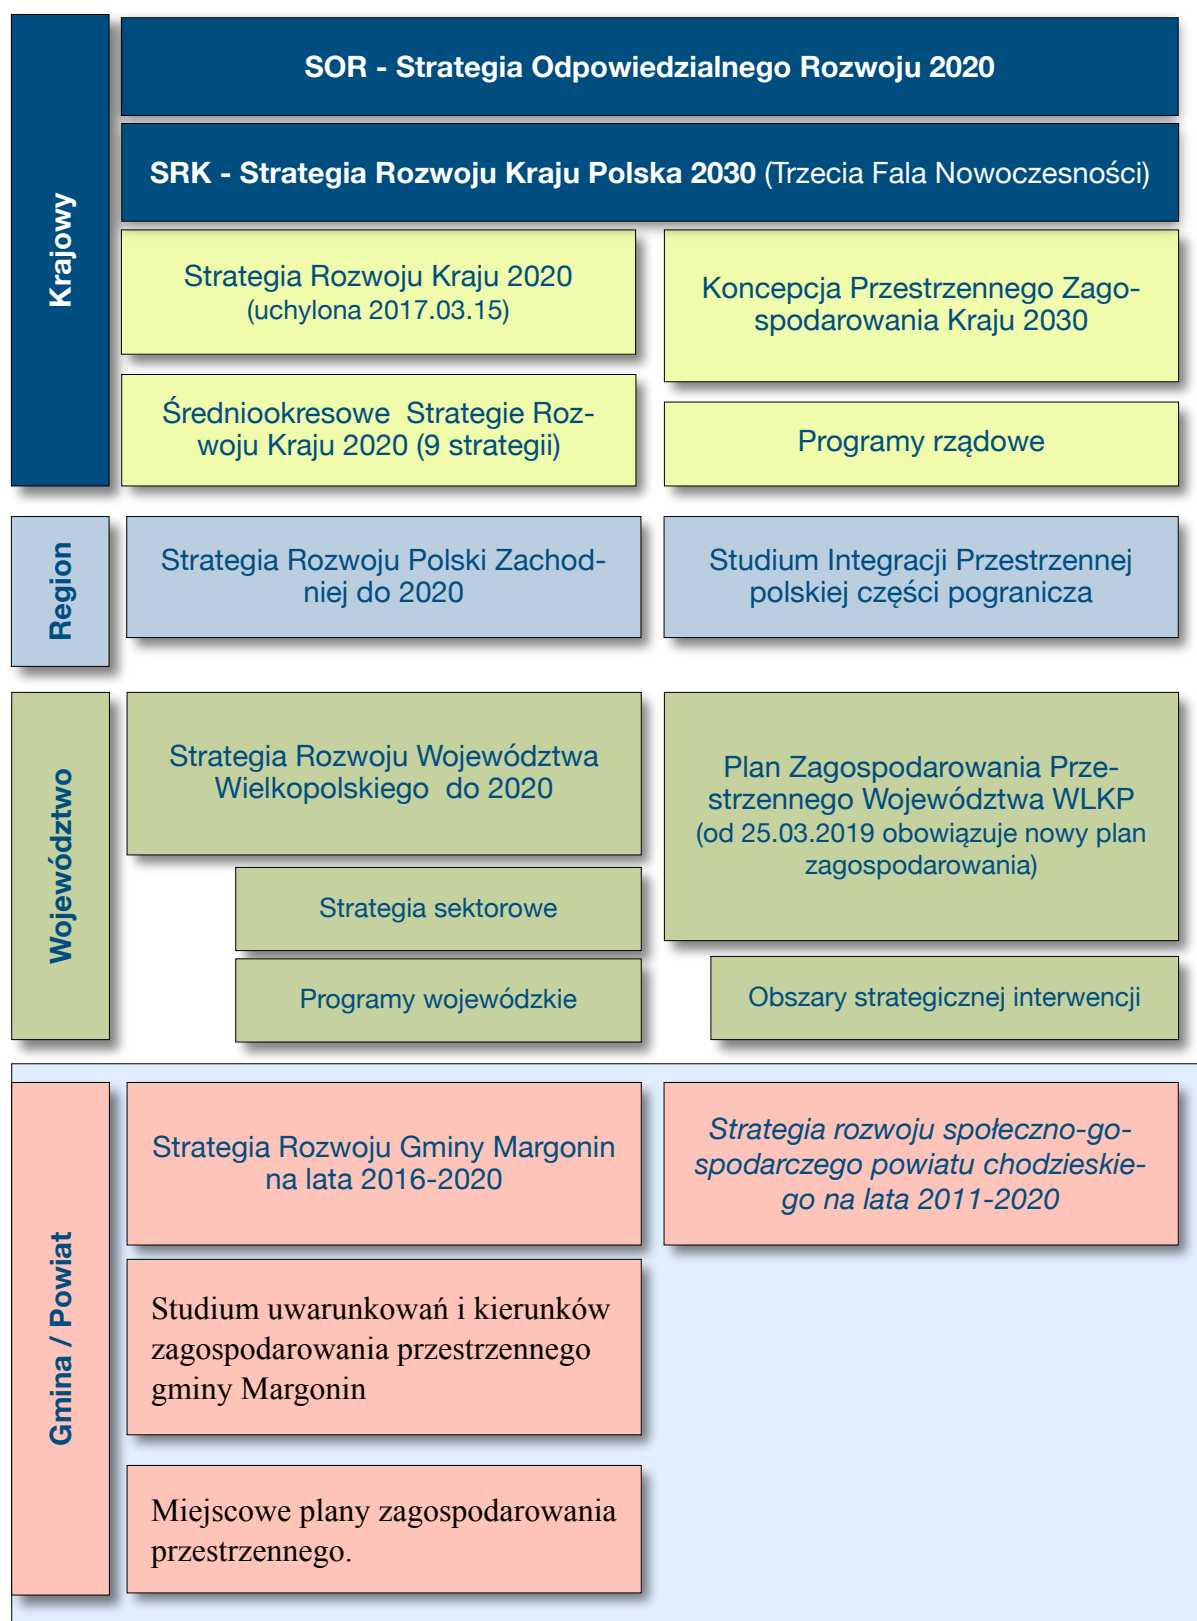 Krajowy
SOR - Strategia Odpowiedzialnego Rozwoju 2020
SRK - Strategia Rozwoju Kraju Polska 2030 (Trzecia Fala Nowoczesności)
Strategia Rozwoju Kraju 2020
(uchylona 2017.03.15)
Koncepcja Przestrzennego Zago-
spodarowania Kraju 2030
Średniookresowe  Strategie Roz-
woju Kraju 2020 (9 strategii)
Programy rządowe
Region
Strategia Rozwoju Polski Zachod-
niej do 2020
Studium Integracji Przestrzennej
polskiej części pogranicza
Województwo
Strategia Rozwoju Województwa
Wielkopolskiego  do 2020
Plan Zagospodarowania Prze-
strzennego Województwa WLKP
(od 25.03.2019 obowiązuje nowy plan
zagospodarowania)
Strategia sektorowe
Programy wojewódzkie
Obszary strategicznej interwencji
Gmina / Powiat
Strategia Rozwoju Gminy Margonin
na lata 2016-2020
Strategia rozwoju społeczno-go-
spodarczego powiatu chodzieskie-
go na lata 2011-2020
Studium uwarunkowań i kierunków
zagospodarowania przestrzennego
gminy Margonin
Miejscowe plany zagospodarowania
przestrzennego.